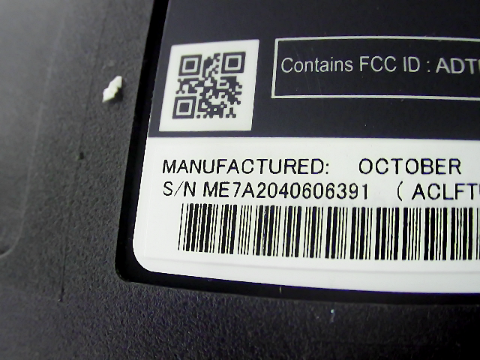 Contains FCC ID : ADT
MANUFACTURED: OCTOBER
S/N ME7A2040606391 ( ACLFT